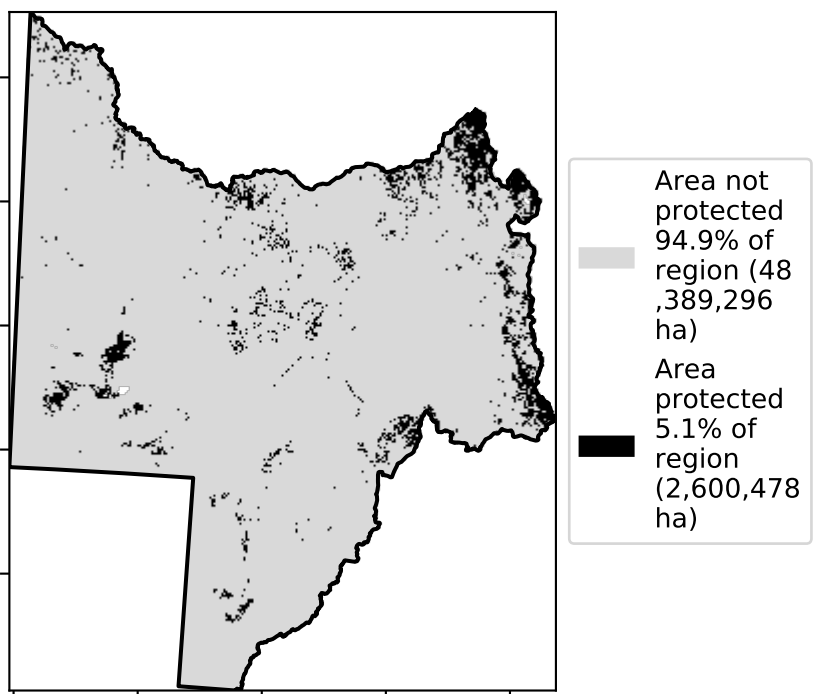 Area not
protected
94.9% of
region (48
,389,296
ha)
Area
protected
5.1% of
region
(2,600,478
ha)